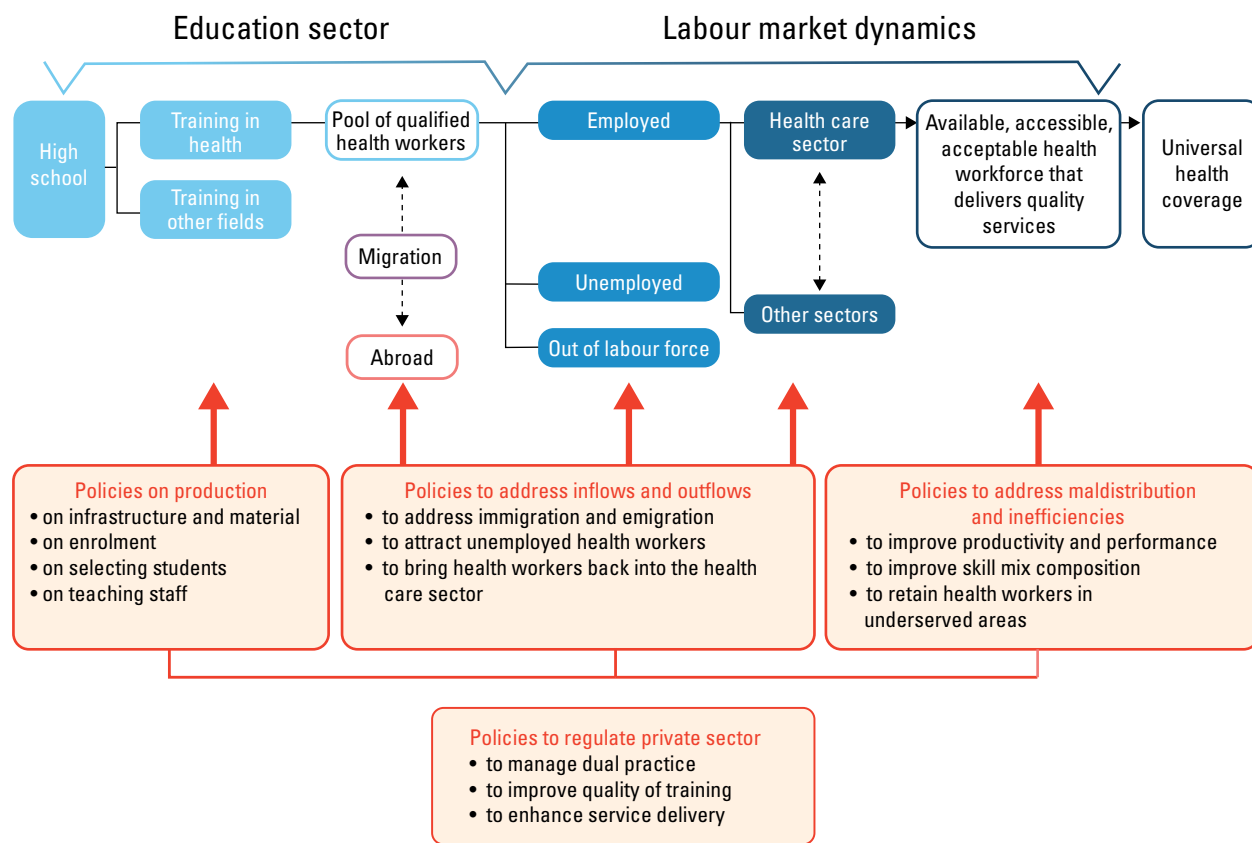 Education sector
Labour market dynamics
High
school
Training in
health
Training in
other fields
Pool of qualified
health workers
Migration
Abroad
Employed
Unemployed
Out of labour force
Health care
sector
Other sectors
Available, accessible,
acceptable health
workforce that
delivers quality
services
Universal
health
coverage
Policies on production
• on infrastructure and material
• on enrolment
• on selecting students
• on teaching staff
Policies to address inflows and outflows
• to address immigration and emigration
• to attract unemployed health workers
• to bring health workers back into the health
care sector
Policies to address maldistribution
and inefficiencies
• to improve productivity and performance
• to improve skill mix composition
• to retain health workers in
underserved areas
Policies to regulate private sector
• to manage dual practice
• to improve quality of training
• to enhance service delivery